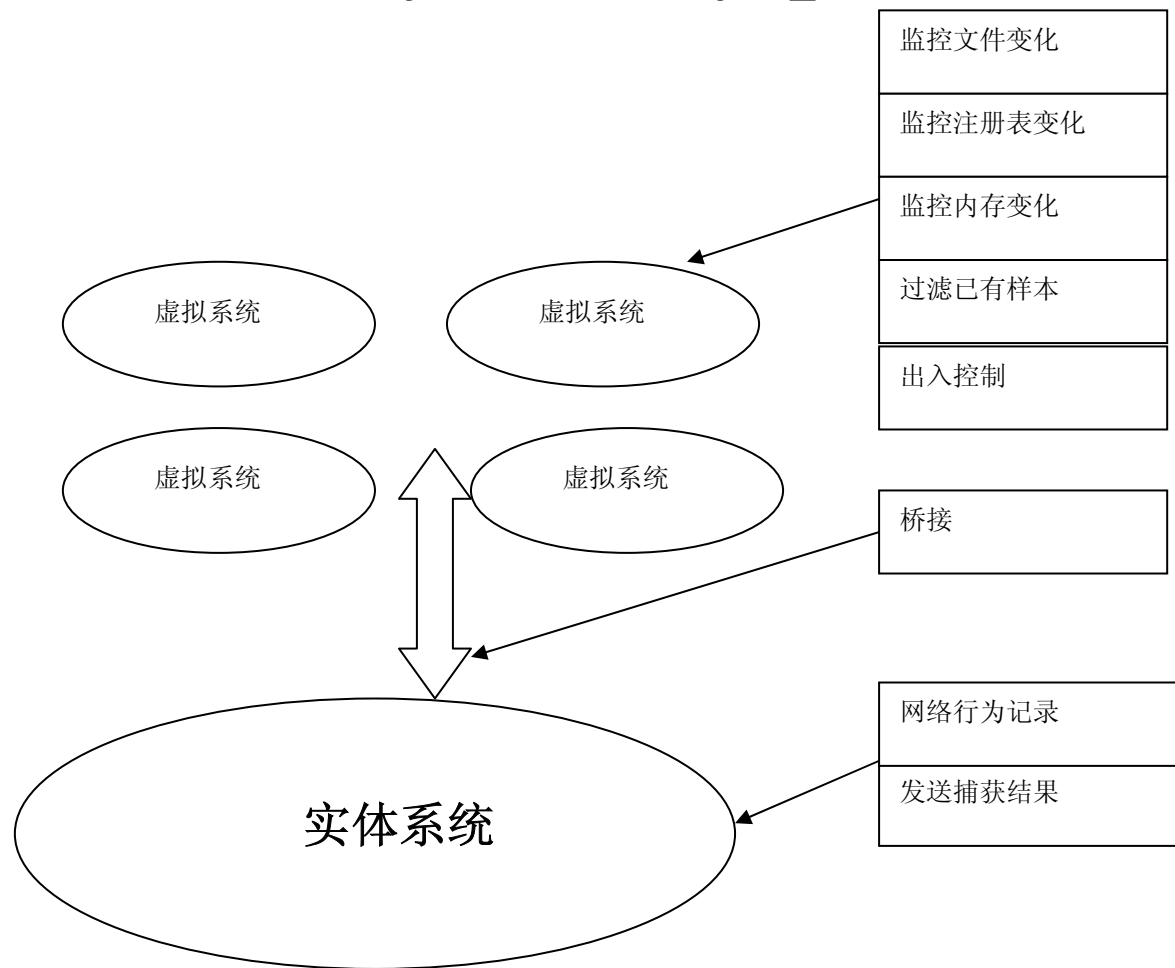 监控文件变化
监控注册表变化
监控内存变化
过滤已有样本
出入控制
虚拟系统
虚拟系统
虚拟系统
虚拟系统
桥接
网络行为记录
发送捕获结果
实体系统